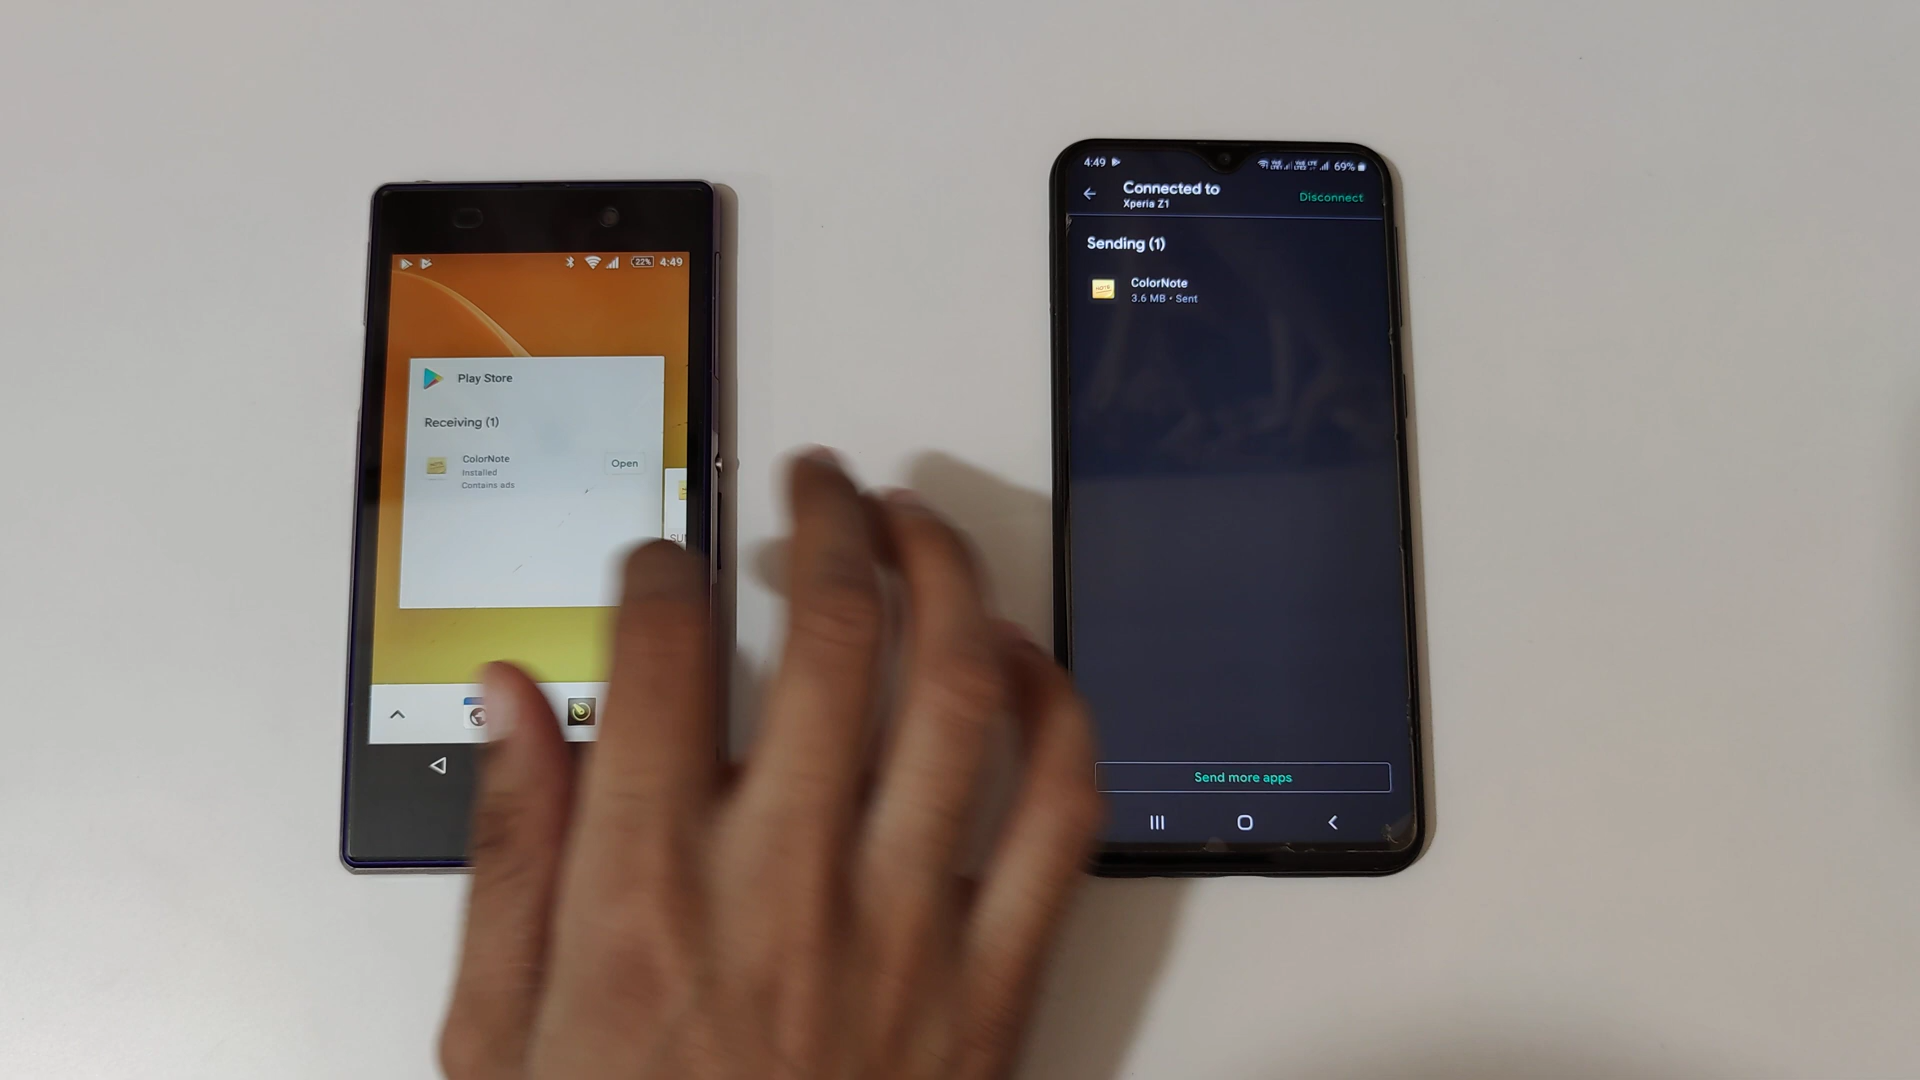 22% 4:49
Play Store
Receiving (1)
ColorNote
Installed
Contains ads
Open
4:49
69%
Connected to
Xperia Z1
Disconnect
Sending (1)
ColorNote
3.6 MB • Sent
Send more apps